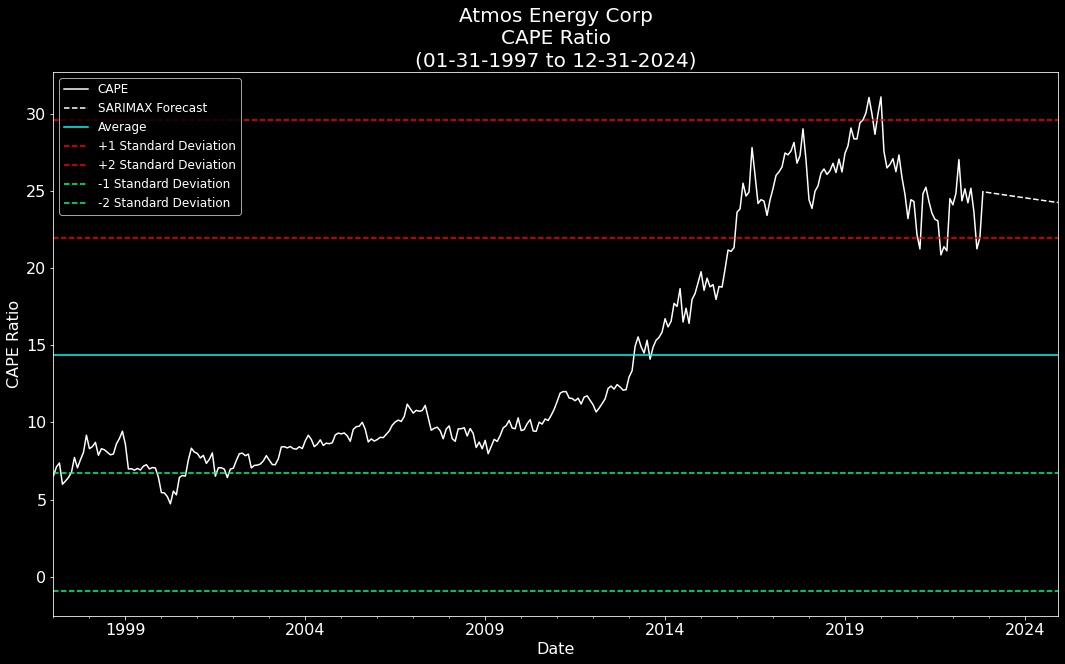 Atmos Energy Corp
CAPE Ratio
(01-31-1997 to 12-31-2024)
CAPE
SARIMAX Forecast
Average
+1 Standard Deviation
+2 Standard Deviation
-1 Standard Deviation
-2 Standard Deviation
30
25
20
15
10
5
0
CAPE Ratio
1999
2004
2009
2014
2019
2024
Date